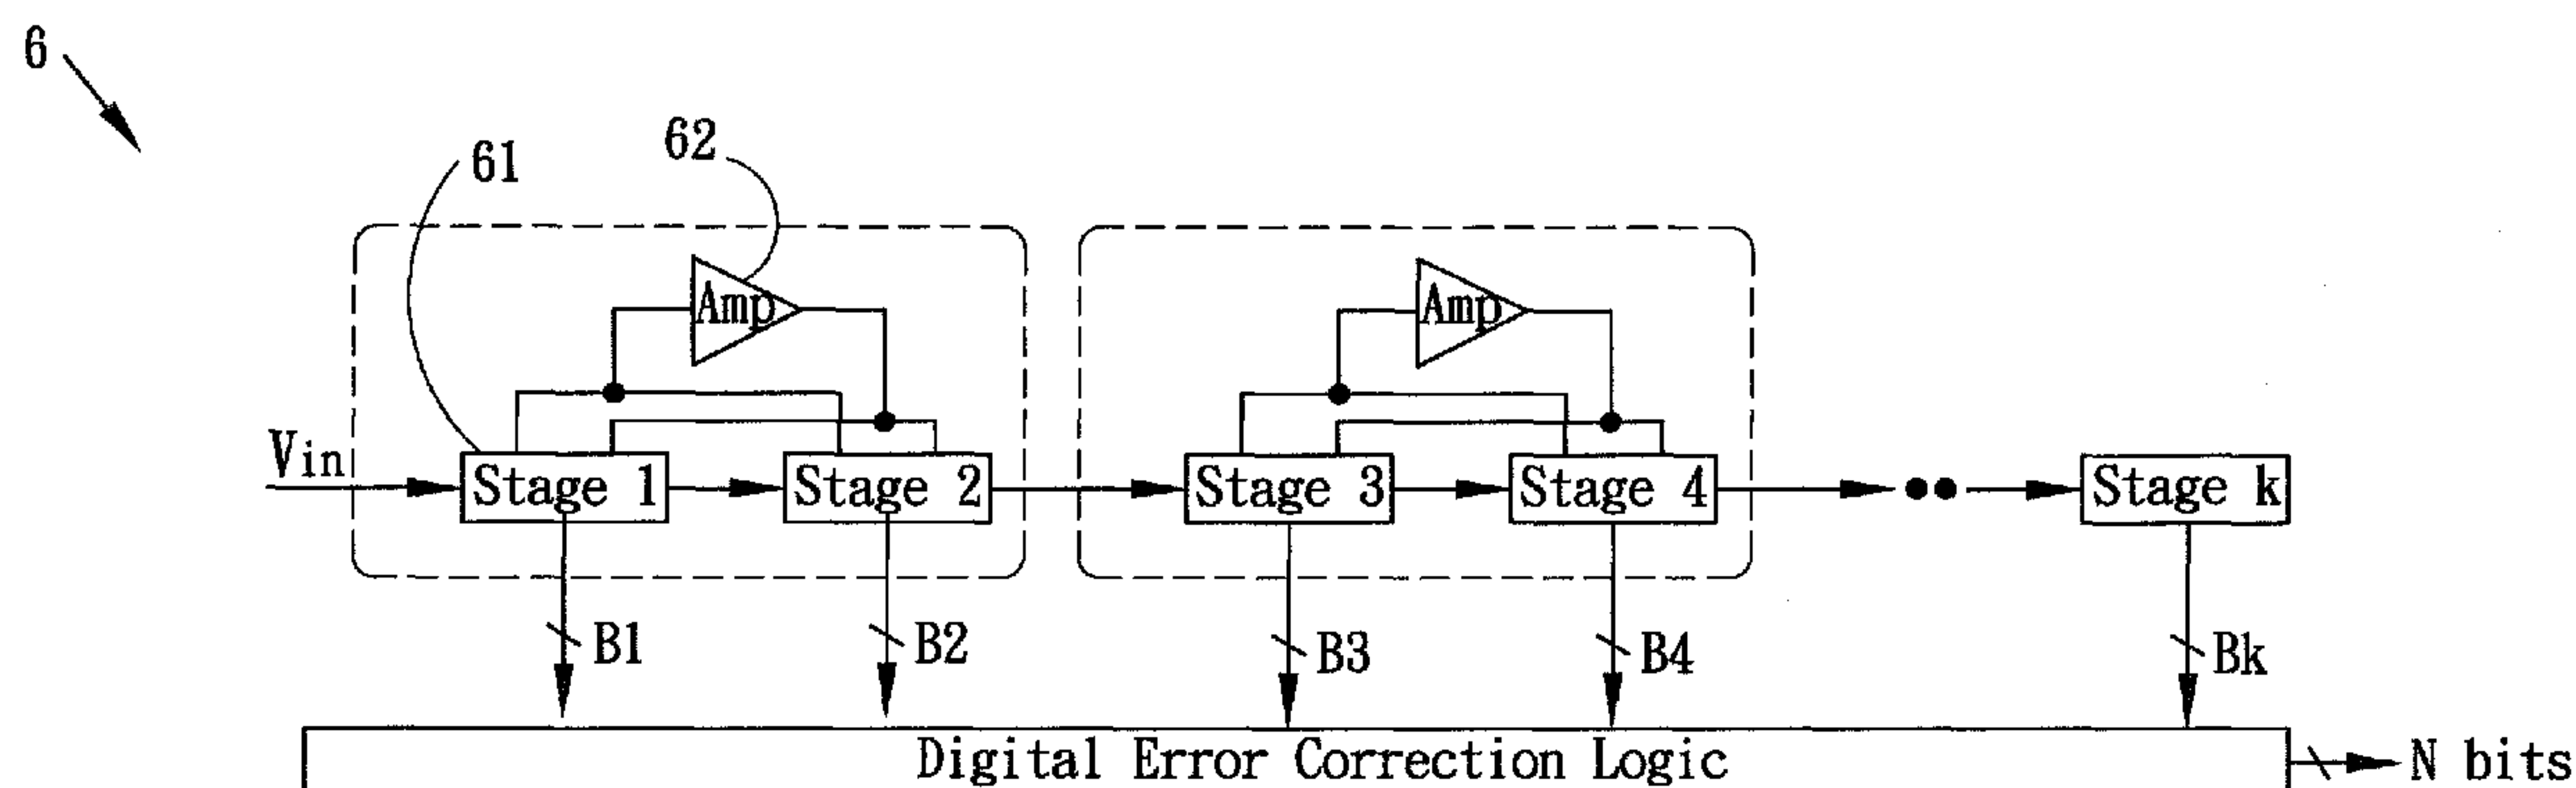 6
61
62
Amp
Amp
Vin
Stage 1
Stage 2
Stage 3
Stage 4
Stage k
B1
B2
B3
B4
Bk
Digital Error Correction Logic
N bits